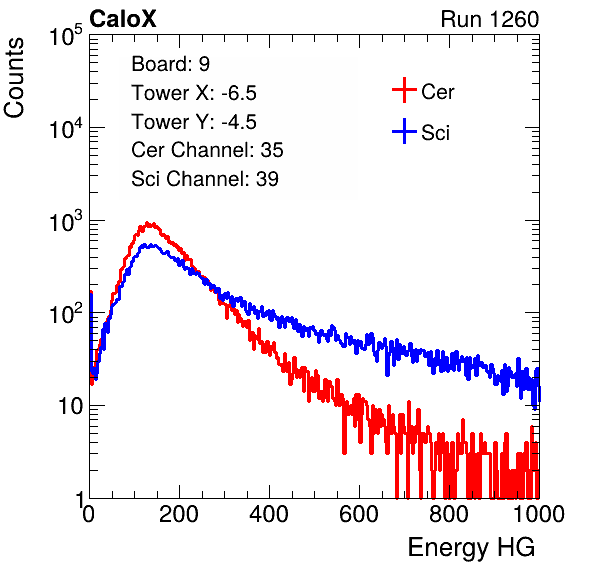 CaloX Run 1260
Counts
10^5
10^4
10^3
10^2
10
1
Board: 9
Tower X: -6.5
Tower Y: -4.5
Cer Channel: 35
Sci Channel: 39
Cer
Sci
0 200 400 600 800 1000
Energy HG